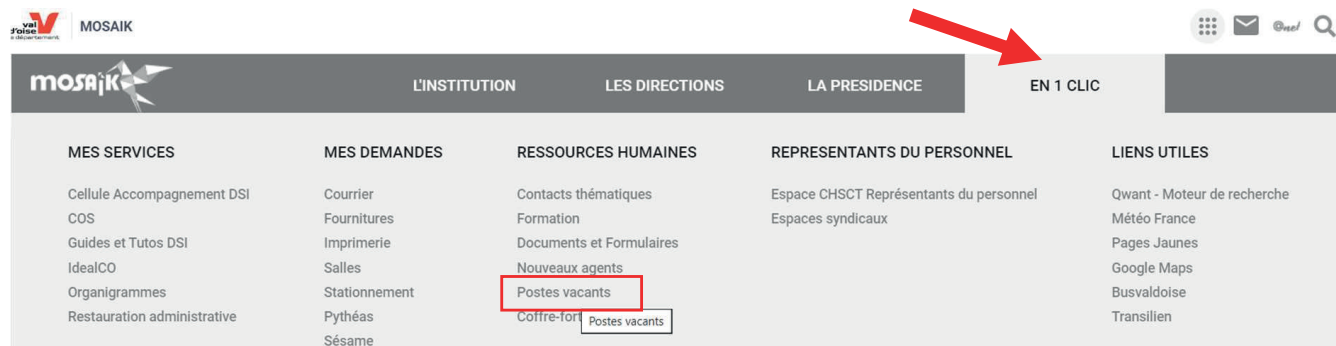 val
d'oise
le département
MOSAIK
@nel
mosaïk
L'INSTITUTION
LES DIRECTIONS
LA PRESIDENCE
EN 1 CLIC
MES SERVICES
Cellule Accompagnement DSI
COS
Guides et Tutos DSI
IdealCO
Organigrammes
Restauration administrative
MES DEMANDES
Courrier
Fournitures
Imprimerie
Salles
Stationnement
Pythéas
Sésame
RESSOURCES HUMAINES
Contacts thématiques
Formation
Documents et Formulaires
Nouveaux agents
Postes vacants
Coffre-fort
Postes vacants
REPRESENTANTS DU PERSONNEL
Espace CHSCT Représentants du personnel
Espaces syndicaux
LIENS UTILES
Qwant - Moteur de recherche
Météo France
Pages Jaunes
Google Maps
Busvaldoise
Transilien